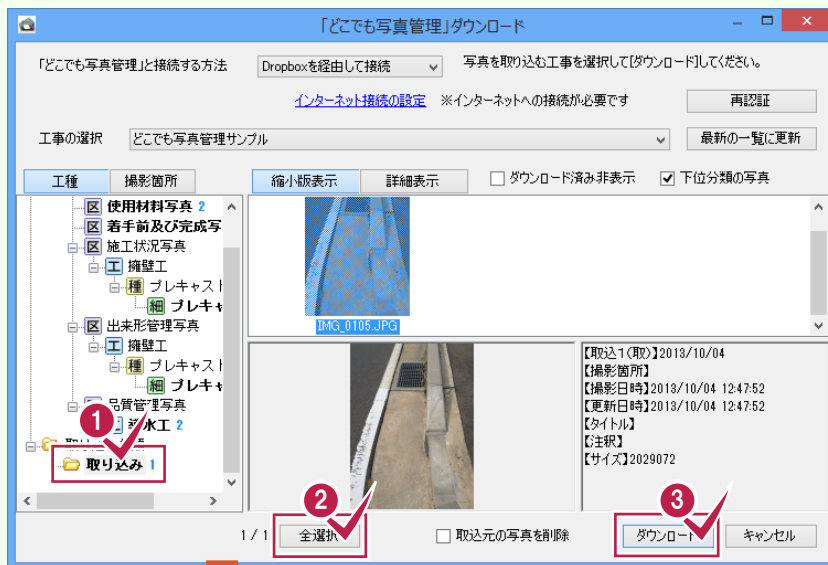 「どこでも写真管理」ダウンロード
「どこでも写真管理」と接続する方法
Dropboxを経由して接続
写真を取り込む工事を選択して[ダウンロード]してください。
インターネット接続の設定
※インターネットへの接続が必要です
再認証
工事の選択
どこでも写真管理サンプル
最新の一覧に更新
工種
撮影箇所
縮小版表示
詳細表示
ダウンロード済み非表示
下位分類の写真
区 使用材料写真 2
区 着手前及び完成写
区 施工状況写真
工 擁壁工
種 プレキャスト
細 プレキャ
区 出来形管理写真
工 擁壁工
種 プレキャスト
細 プレキャ
品質管理写真
水工 2
取り込み 1
IMG_0105.JPG
【取込1(取)】2013/10/04
【撮影箇所】
【撮影日時】2013/10/04 12:47:52
【更新日時】2013/10/04 12:47:52
【タイトル】
【注釈】
【サイズ】2029072
1
2
3
1 / 1
全選択
取込元の写真を削除
ダウンロード
キャンセル